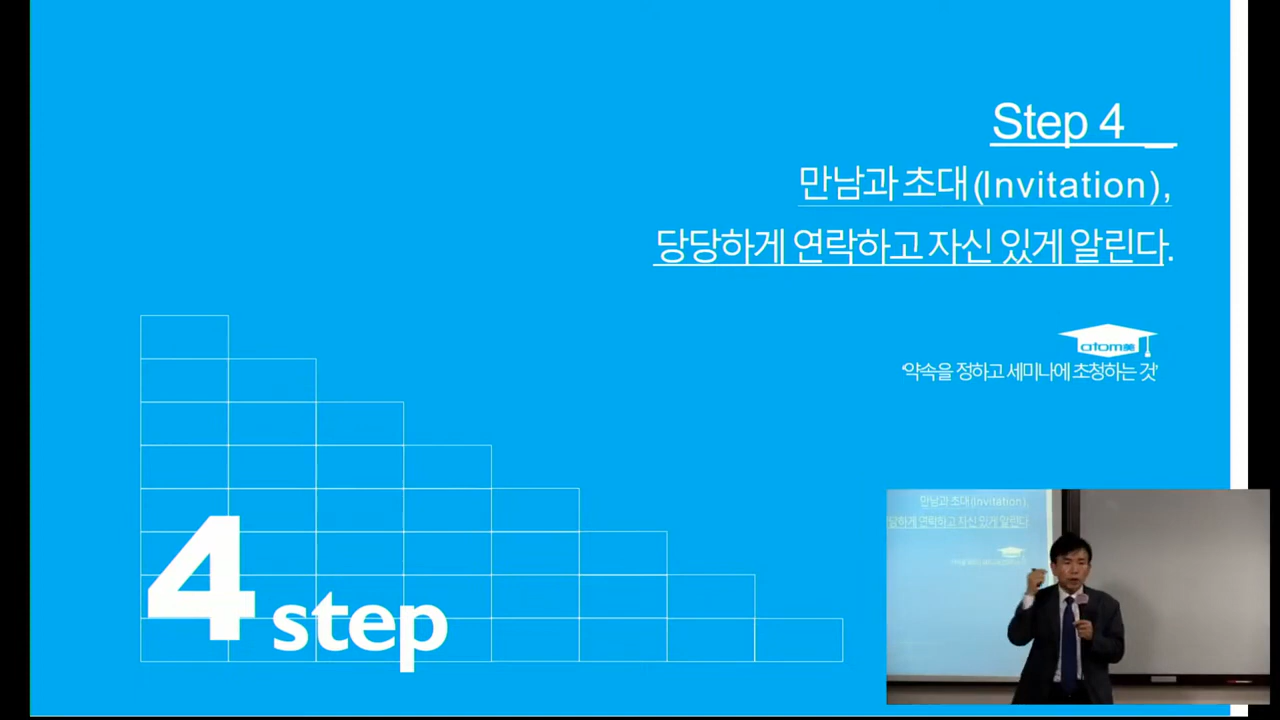 Step 4 _
만남과 초대(Invitation),
당당하게 연락하고 자신 있게 알린다.
atom美
'약속을 정하고 세미나에 초청하는 것'
4 step
만남과 초대(Invitation),
당하게 연락하고 자신 있게 알린다